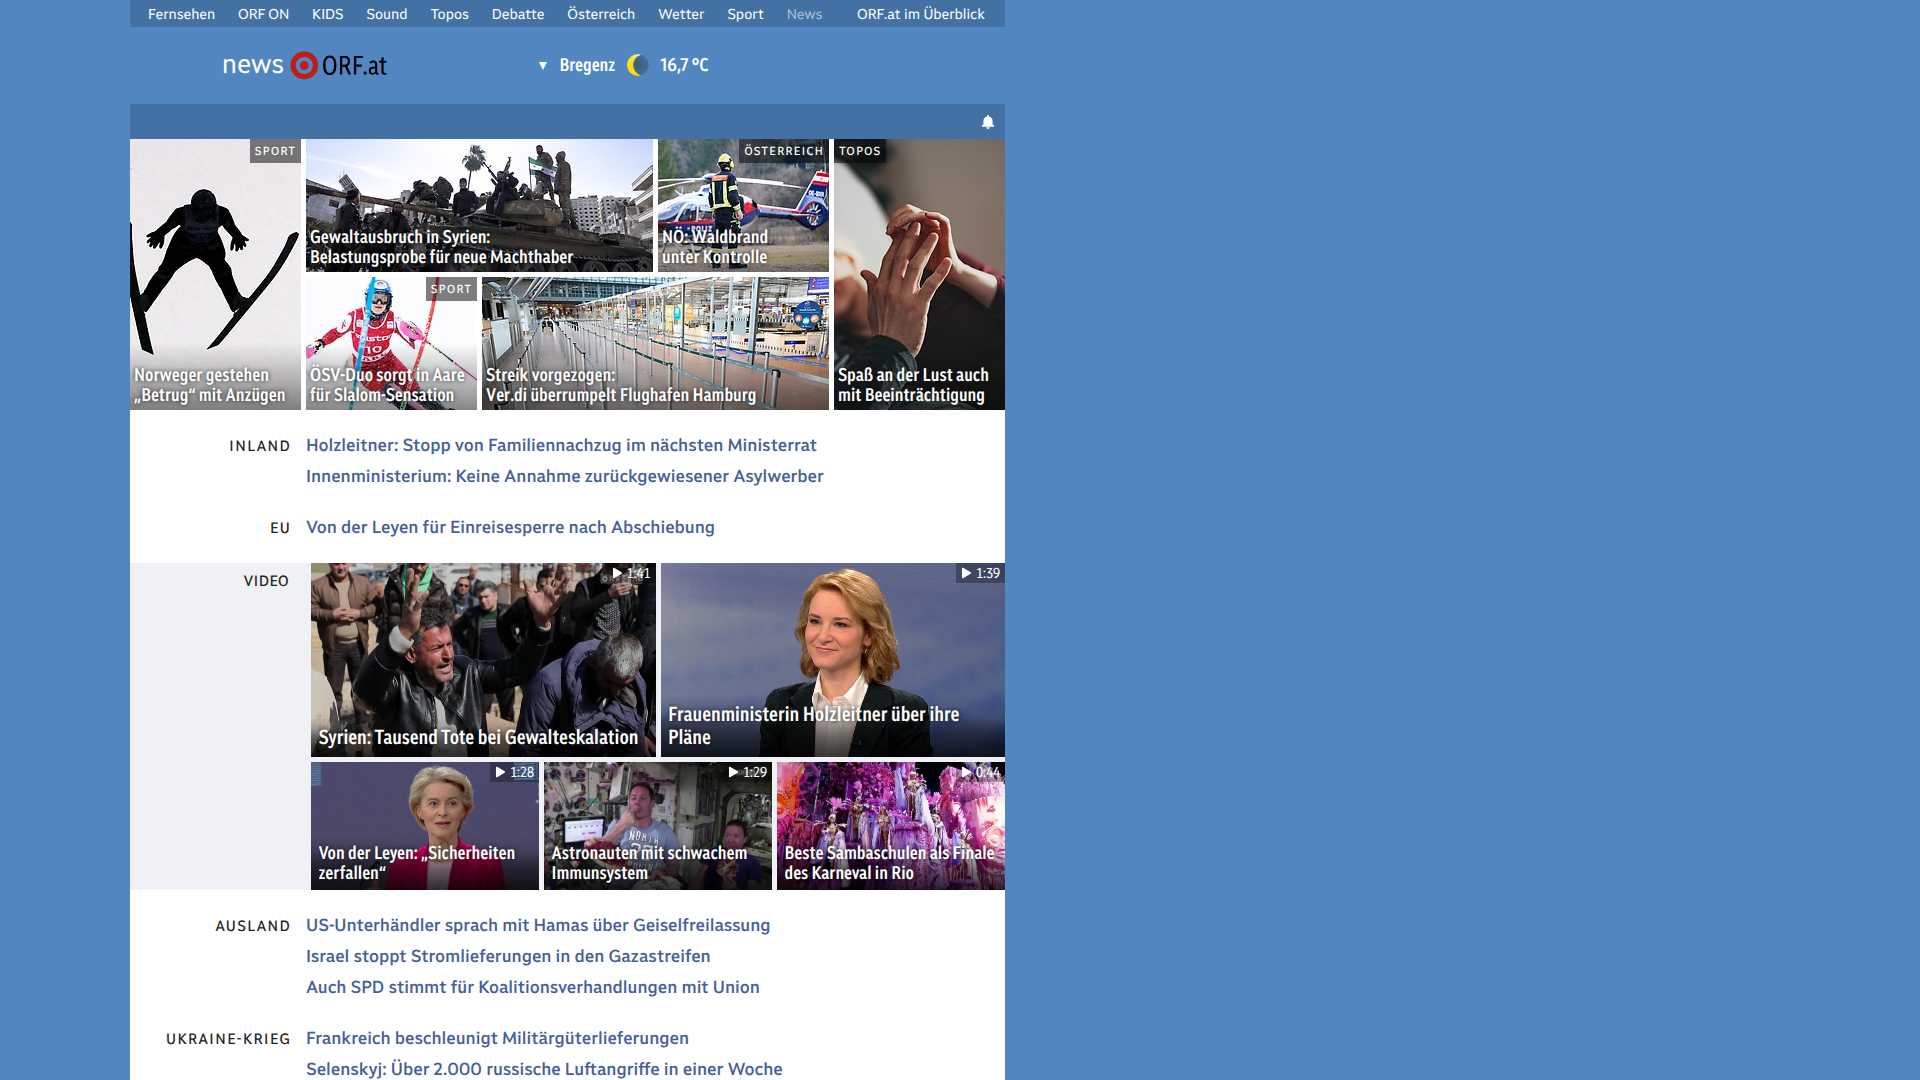 Fernsehen ORF ON KIDS Sound Topos Debatte Österreich Wetter Sport News ORF.at im Überblick
news ORF.at
▼ Bregenz 16,7 °C
SPORT
Norweger gestehen
„Betrug“ mit Anzügen
Gewaltausbruch in Syrien:
Belastungsprobe für neue Machthaber
ÖSTERREICH
NÖ: Waldbrand
unter Kontrolle
TOPOS
Spaß an der Lust auch
mit Beeinträchtigung
SPORT
ÖSV-Duo sorgt in Aare
für Slalom-Sensation
Streik vorgezogen:
Ver.di überrumpelt Flughafen Hamburg
INLAND
Holzleitner: Stopp von Familiennachzug im nächsten Ministerrat
Innenministerium: Keine Annahme zurückgewiesener Asylwerber
EU
Von der Leyen für Einreisesperre nach Abschiebung
VIDEO
1:41
Syrien: Tausend Tote bei Gewalteskalation
1:39
Frauenministerin Holzleitner über ihre
Pläne
1:28
Von der Leyen: „Sicherheiten
zerfallen“
1:29
Astronauten mit schwachem
Immunsystem
0:44
Beste Sambaschulen als Finale
des Karneval in Rio
AUSLAND
US-Unterhändler sprach mit Hamas über Geiselfreilassung
Israel stoppt Stromlieferungen in den Gazastreifen
Auch SPD stimmt für Koalitionsverhandlungen mit Union
UKRAINE-KRIEG
Frankreich beschleunigt Militärgüterlieferungen
Selenskyj: Über 2.000 russische Luftangriffe in einer Woche